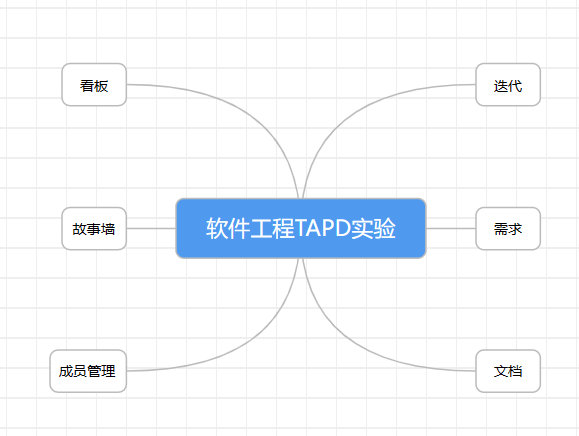 看板
迭代
故事墙
软件工程TAPD实验
需求
成员管理
文档